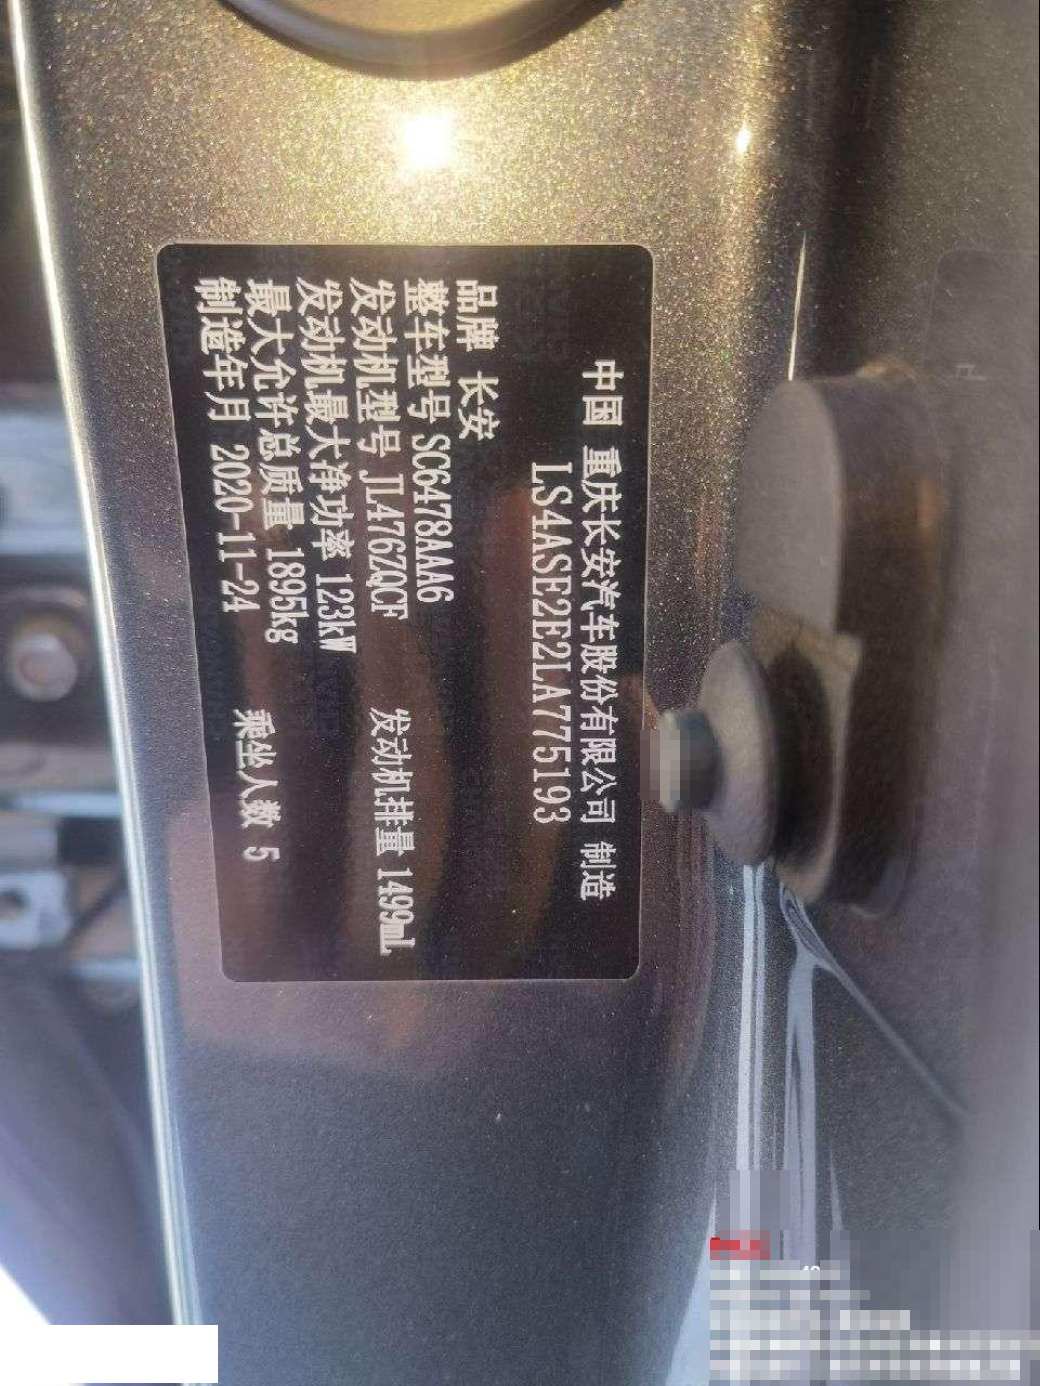 中国 重庆长安汽车股份有限公司 制造
LS4ASE2E2LA775193
品牌 长安
整车型号 SC6478AAA6
发动机型号 JL476ZQCF 发动机排量 1499mL
发动机最大净功率 123kW
最大允许总质量 1895kg
制造年月 2020-11-24 乘坐人数 5